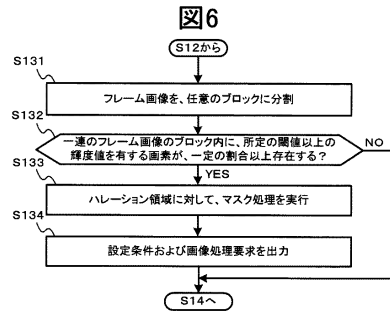 図6
S12から
S131
フレーム画像を、任意のブロックに分割
S132
一連のフレーム画像のブロック内に、所定の閾値以上の
輝度値を有する画素が、一定の割合以上存在する?
NO
YES
S133
ハレーション領域に対して、マスク処理を実行
S134
設定条件および画像処理要求を出力
S14へ